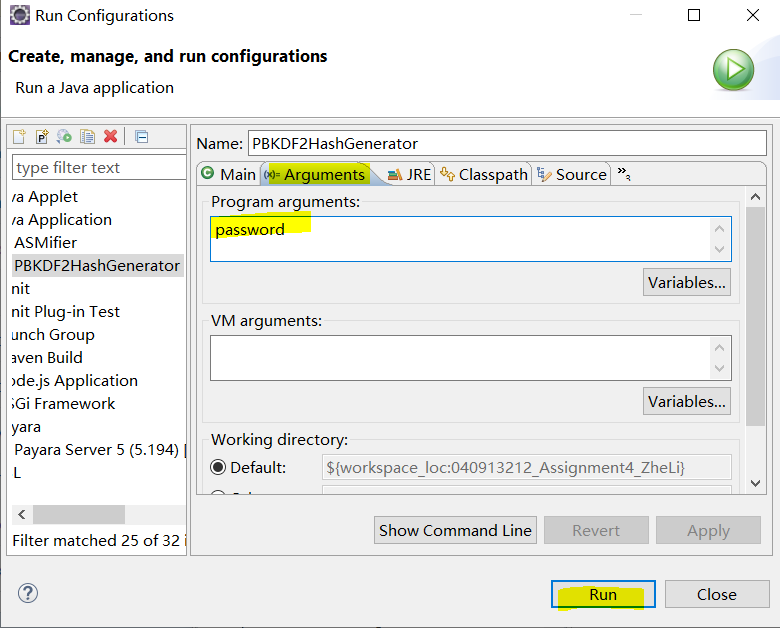 Run Configurations
Create, manage, and run configurations
Run a Java application
type filter text
va Applet
va Application
ASMifier
PBKDF2HashGenerator
nit
nit Plug-in Test
unch Group
aven Build
ode.js Application
Gi Framework
yara
Payara Server 5 (5.194) [
L
Filter matched 25 of 32 i
Name: PBKDF2HashGenerator
Main (x)= Arguments JRE Classpath Source »3
Program arguments:
password
Variables...
VM arguments:
Variables...
Working directory:
Default: ${workspace_loc:040913212_Assignment4_ZheLi}
Show Command Line Revert Apply
Run Close